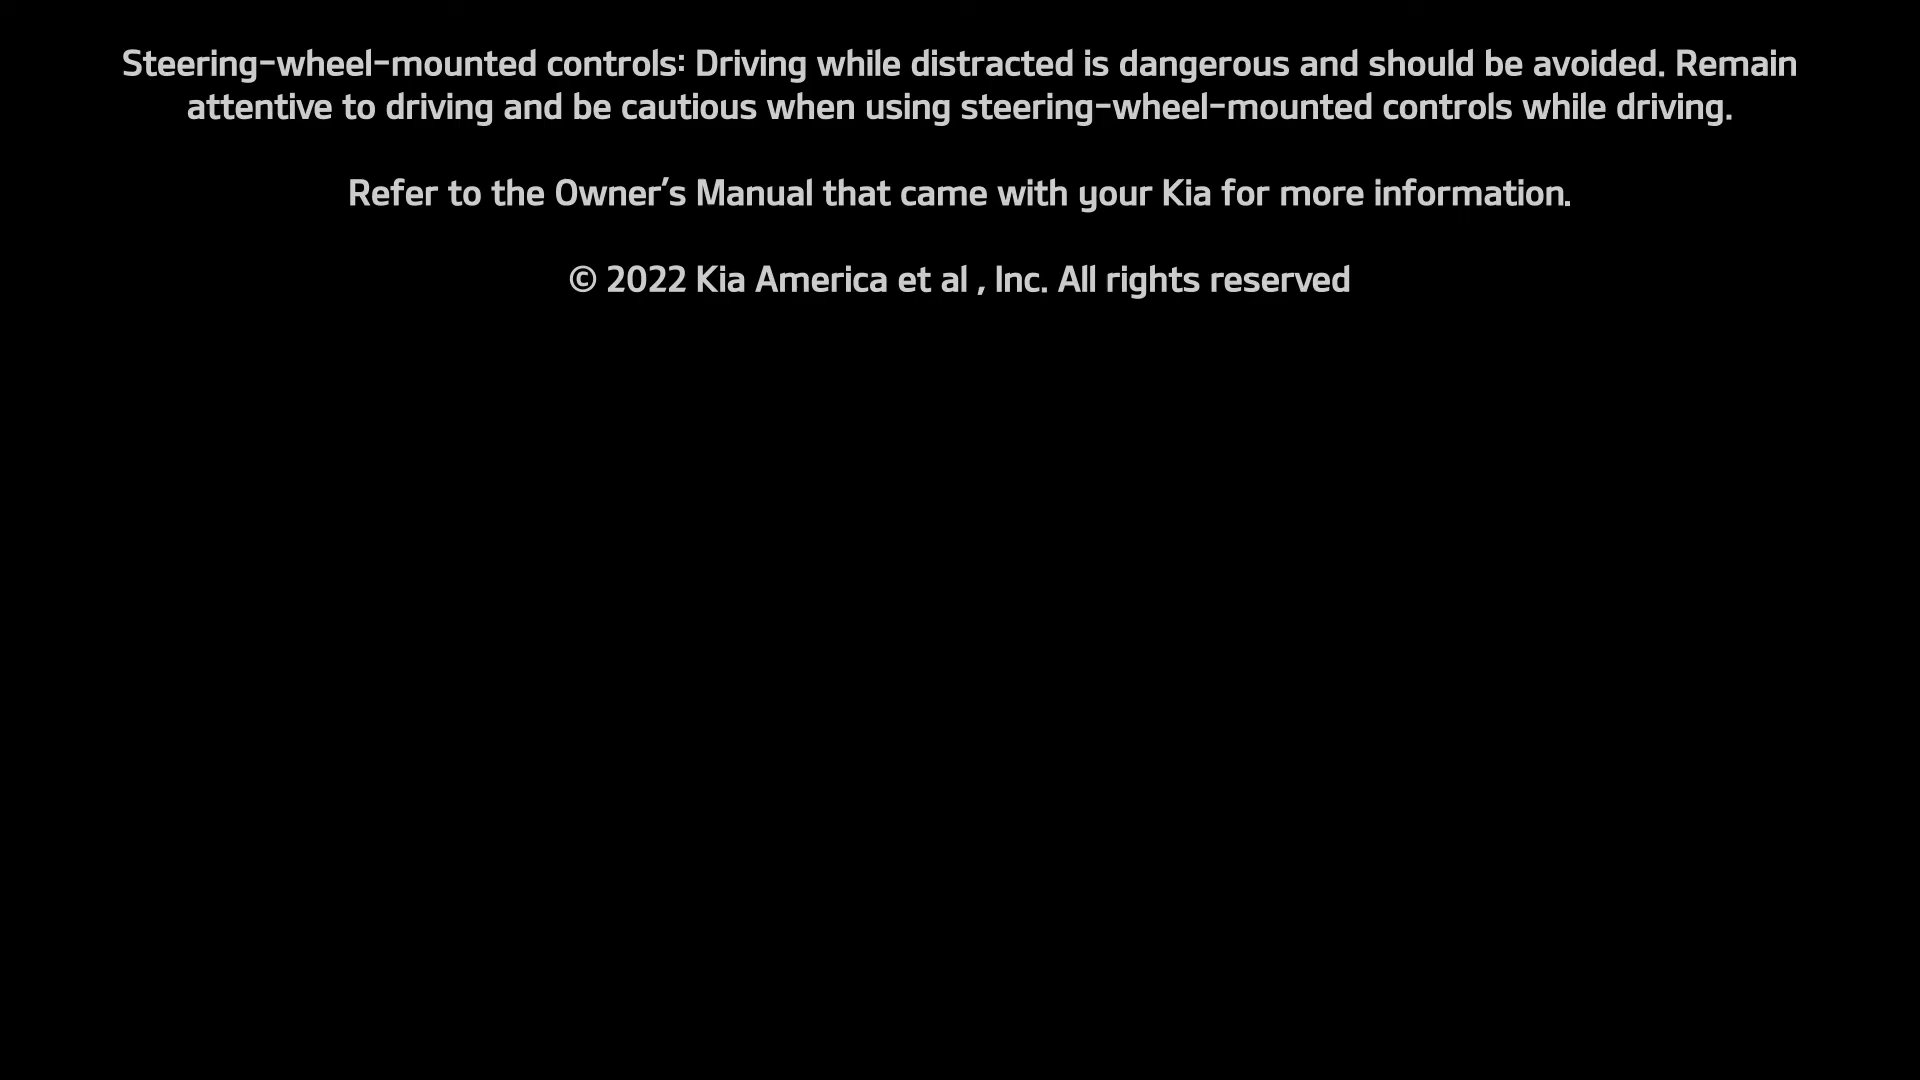 Steering-wheel-mounted controls: Driving while distracted is dangerous and should be avoided. Remain
attentive to driving and be cautious when using steering-wheel-mounted controls while driving.
Refer to the Owner's Manual that came with your Kia for more information.
© 2022 Kia America et al , Inc. All rights reserved